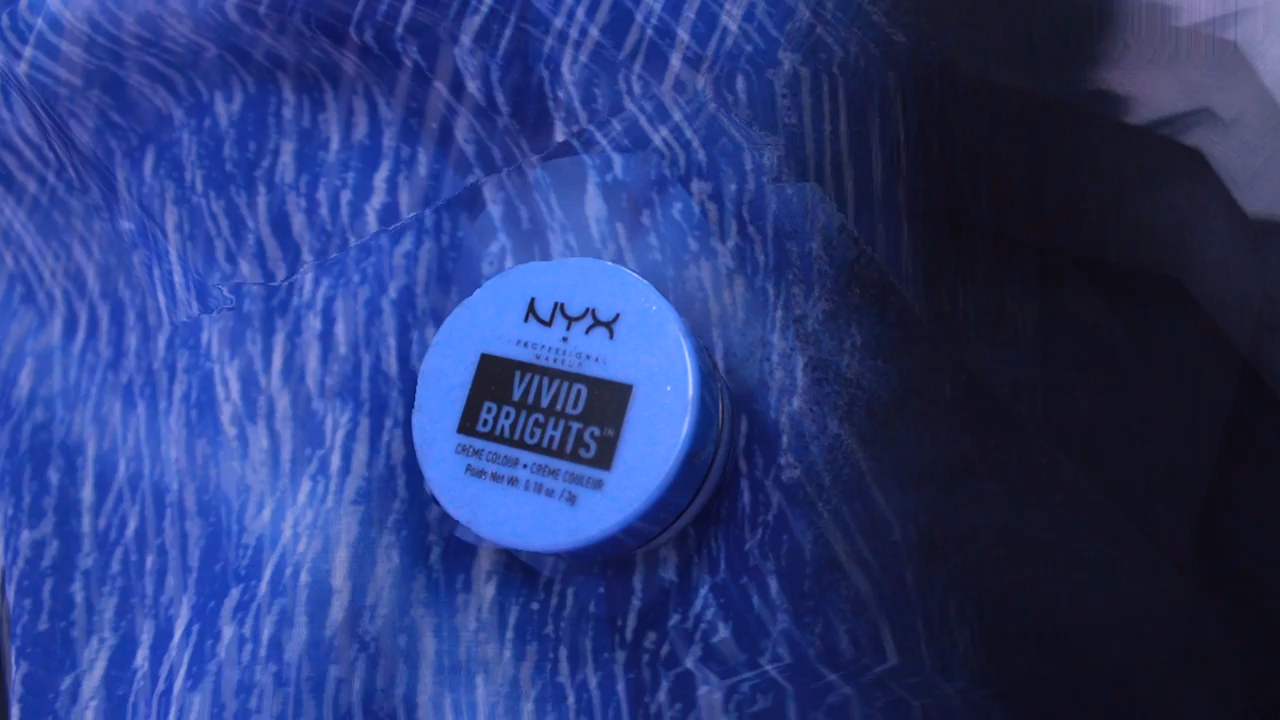 NYX
PROFESSIONAL
MAKEUP
VIVID
BRIGHTS™
CRÈME COLOUR • CRÈME COULEUR
Poids Net Wt. 0.10 oz. / 3g